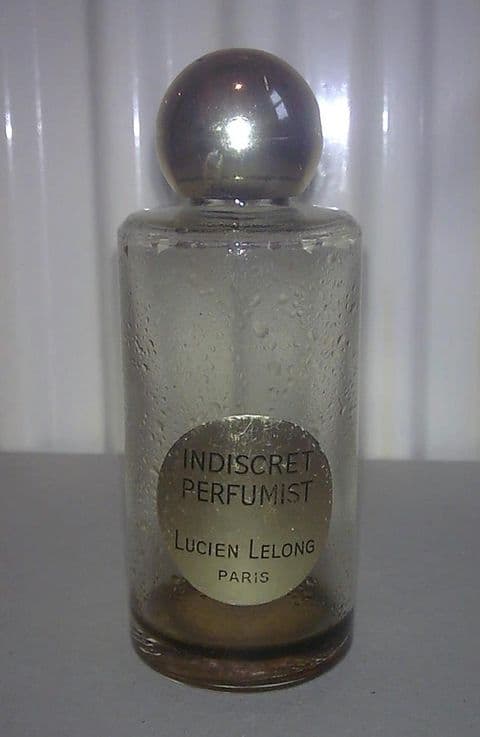 INDISCRET
PERFUMIST
LUCIEN LELONG
PARIS